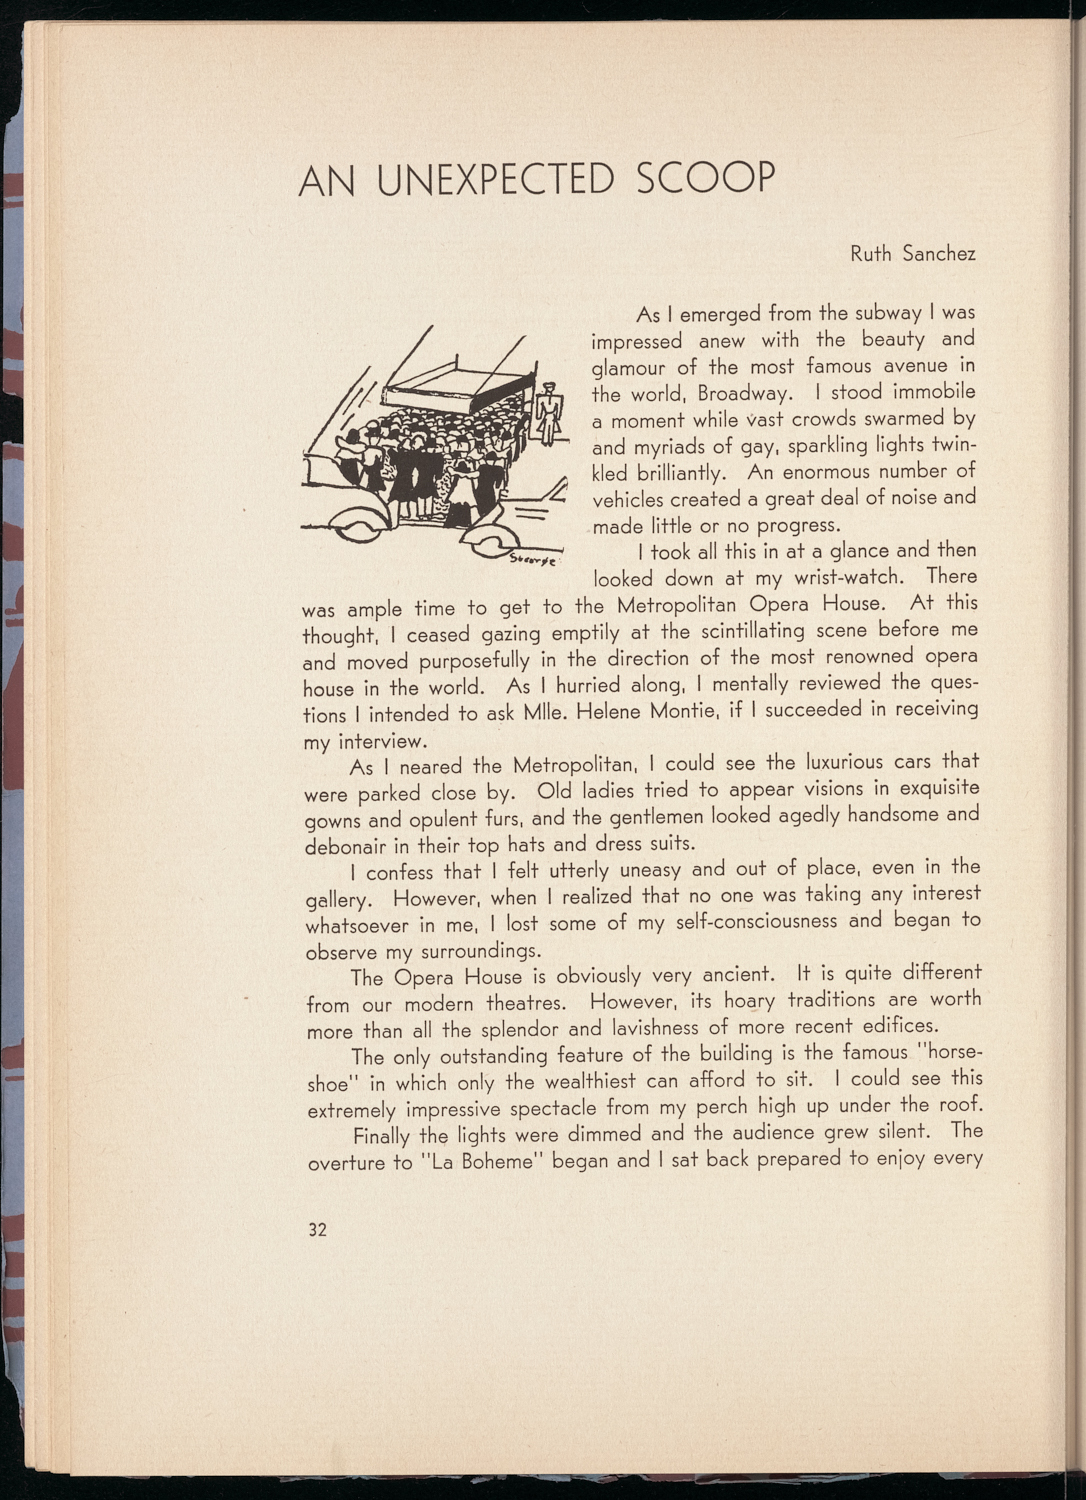 AN UNEXPECTED SCOOP
Ruth Sanchez
As I emerged from the subway I was
impressed anew with the beauty and
glamour of the most famous avenue in
the world, Broadway. I stood immobile
a moment while vast crowds swarmed by
and myriads of gay, sparkling lights twin-
kled brilliantly. An enormous number of
vehicles created a great deal of noise and
made little or no progress.
I took all this in at a glance and then
looked down at my wrist-watch. There
was ample time to get to the Metropolitan Opera House. At this
thought, I ceased gazing emptily at the scintillating scene before me
and moved purposefully in the direction of the most renowned opera
house in the world. As I hurried along, I mentally reviewed the ques-
tions I intended to ask Mlle. Helene Montie, if I succeeded in receiving
my interview.
As I neared the Metropolitan, I could see the luxurious cars that
were parked close by. Old ladies tried to appear visions in exquisite
gowns and opulent furs, and the gentlemen looked agedly handsome and
debonair in their top hats and dress suits.
I confess that I felt utterly uneasy and out of place, even in the
gallery. However, when I realized that no one was taking any interest
whatsoever in me, I lost some of my self-consciousness and began to
observe my surroundings.
The Opera House is obviously very ancient. It is quite different
from our modern theatres. However, its hoary traditions are worth
more than all the splendor and lavishness of more recent edifices.
The only outstanding feature of the building is the famous "horse-
shoe" in which only the wealthiest can afford to sit. I could see this
extremely impressive spectacle from my perch high up under the roof.
Finally the lights were dimmed and the audience grew silent. The
overture to "La Boheme" began and I sat back prepared to enjoy every
32